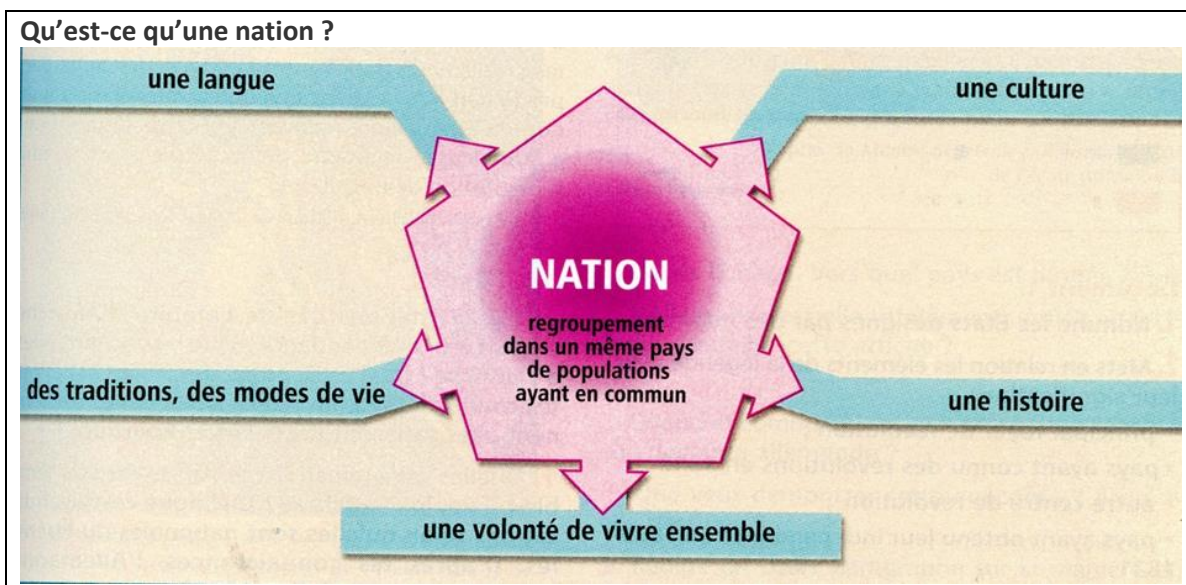 Qu’est-ce qu’une nation ?
une langue
une culture
NATION
regroupement
dans un même pays
de populations
ayant en commun
des traditions, des modes de vie
une histoire
une volonté de vivre ensemble